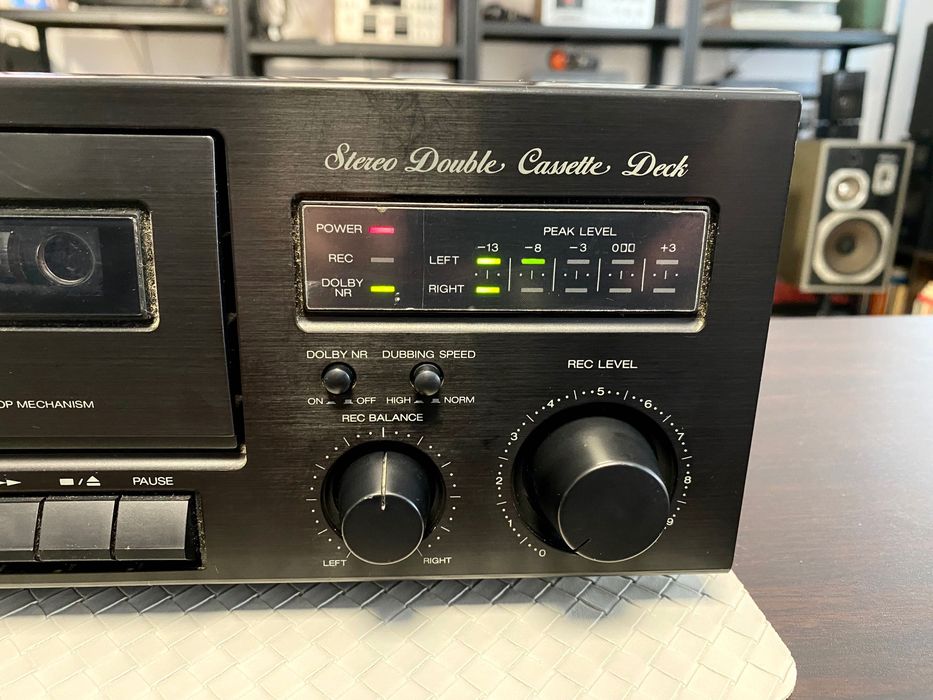 Stereo Double Cassette Deck
POWER
REC
DOLBY NR
PEAK LEVEL
-13 -8 -3 0▯▯ +3
LEFT
RIGHT
DOLBY NR DUBBING SPEED
ON OFF HIGH NORM
REC BALANCE
LEFT RIGHT
REC LEVEL
0 1 2 3 4 5 6 7 8 9
OP MECHANISM
PAUSE